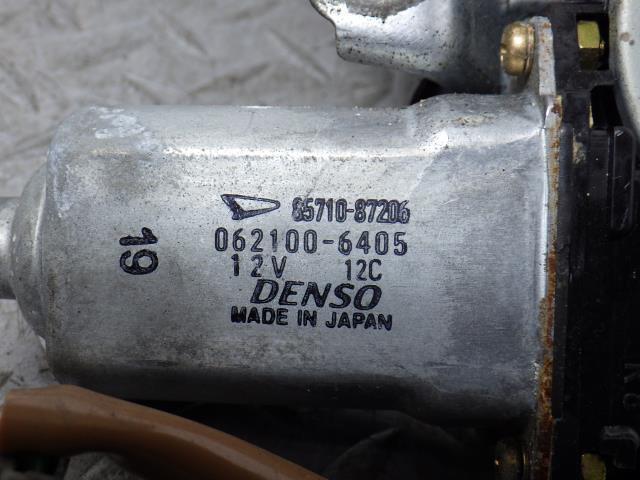 85710-87206
062100-6405
12V 12C
DENSO
MADE IN JAPAN
19